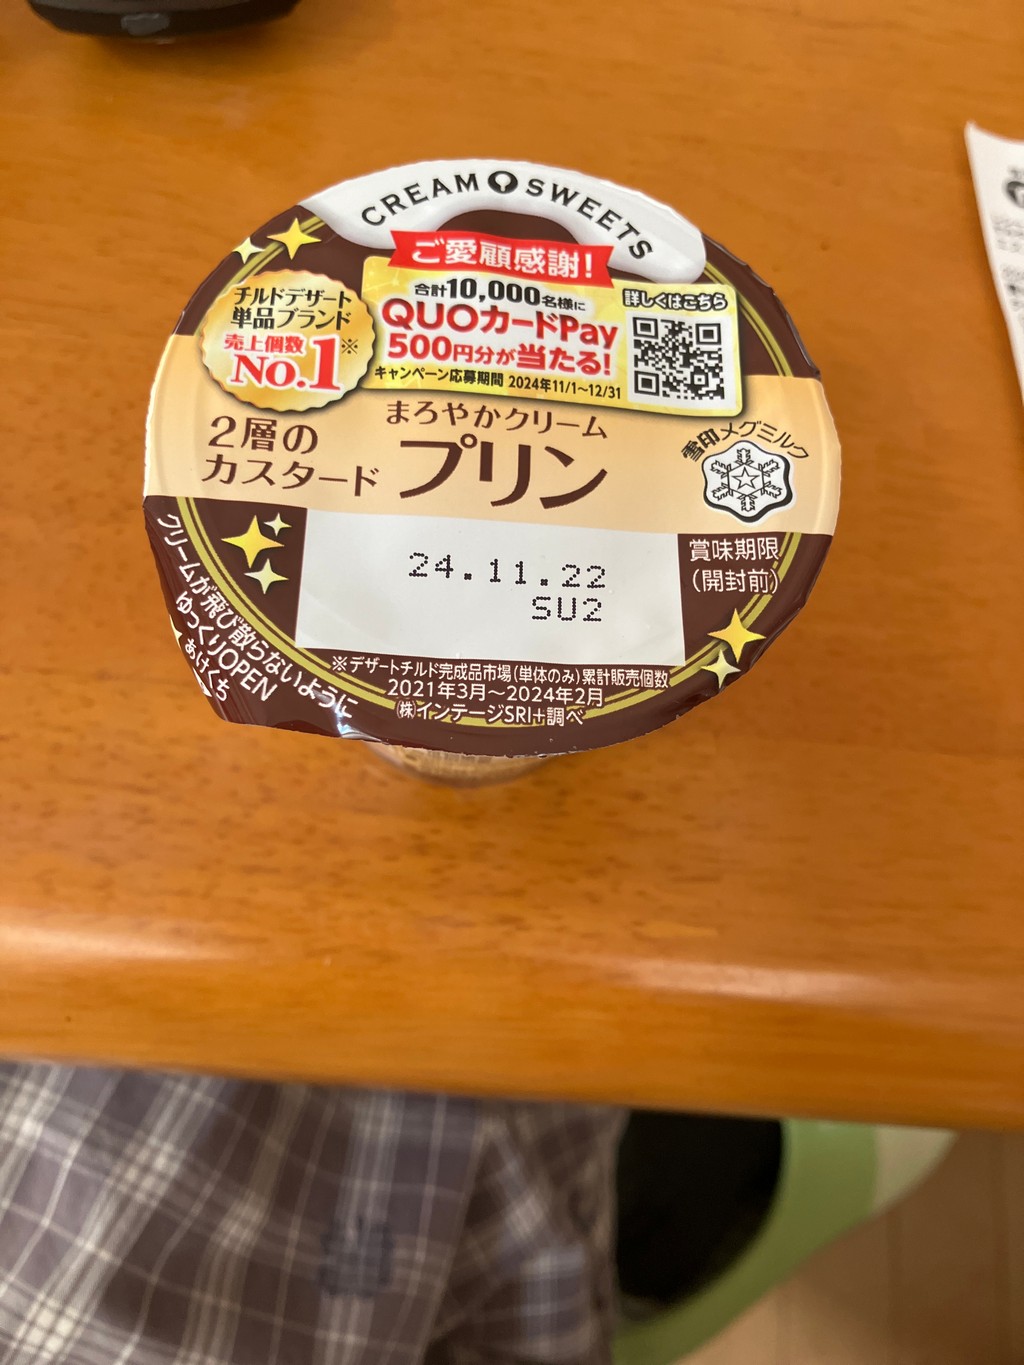 CREAM SWEETS
ご愛顧感謝!
合計10,000名様に
QUOカードPay
500円分が当たる!
キャンペーン応募期間 2024年11/1~12/31
詳しくはこちら
チルドデザート
単品ブランド
売上個数※
No.1
2層の
カスタード
まろやかクリーム
プリン
雪印メグミルク
24.11.22
SU2
賞味期限
(開封前)
クリームが飛び散らないように
ゆっくりOPEN
あけくち
※デザートチルド完成品市場(単体のみ)累計販売個数
2021年3月~2024年2月
㈱インテージSRI+調べ